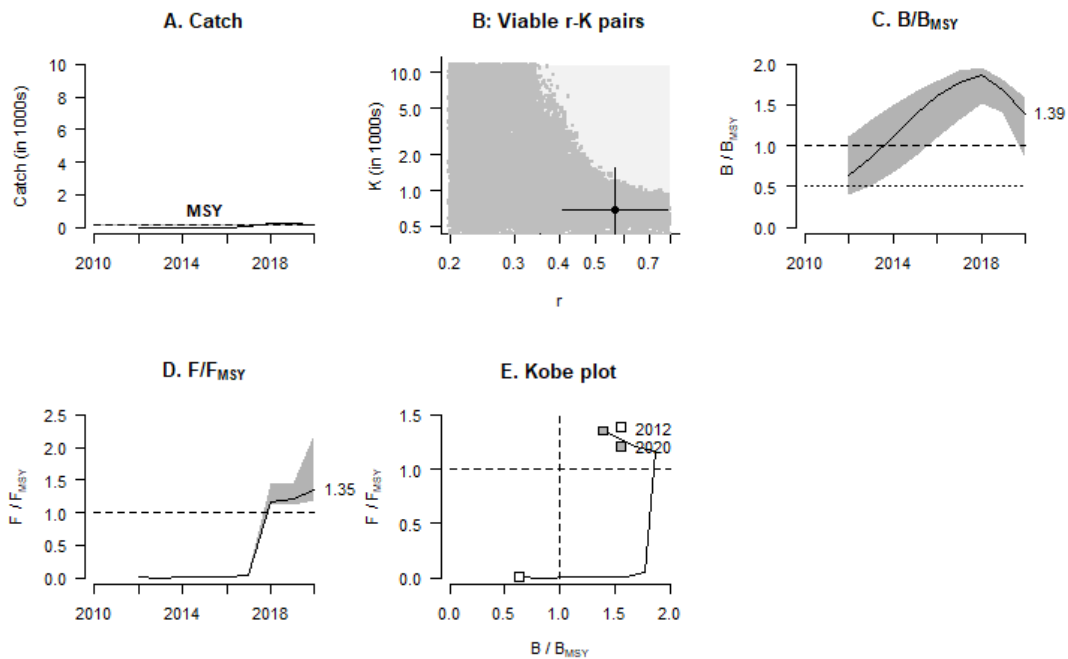 A. Catch
Catch (in 1000s)
10
8
6
4
2
0
MSY
2010 2014 2018
B: Viable r-K pairs
K (in 1000s)
10.0
5.0
2.0
1.0
0.5
0.2 0.3 0.4 0.5 0.7
r
C. B/BMSY
B / BMSY
2.0
1.5
1.0
0.5
0.0
1.39
2010 2014 2018
D. F/FMSY
F / FMSY
2.5
2.0
1.5
1.0
0.5
0.0
1.35
2010 2014 2018
E. Kobe plot
F / FMSY
1.5
1.0
0.5
0.0
2012
2020
0.0 0.5 1.0 1.5 2.0
B / BMSY